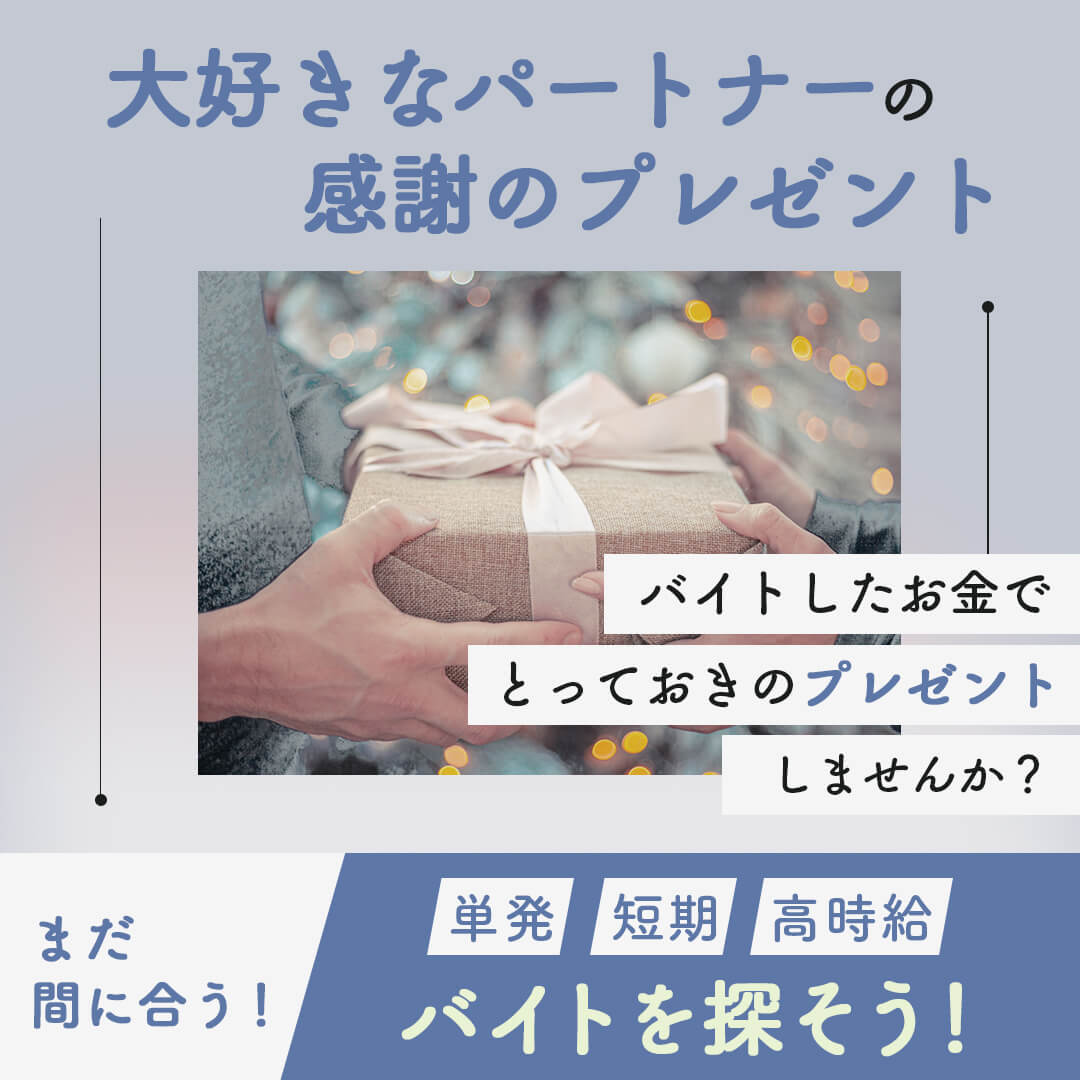 大好きなパートナーの
感謝のプレゼント
バイトしたお金で
とっておきのプレゼント
しませんか？
まだ
間に合う！
単発 短期 高時給
バイトを探そう！